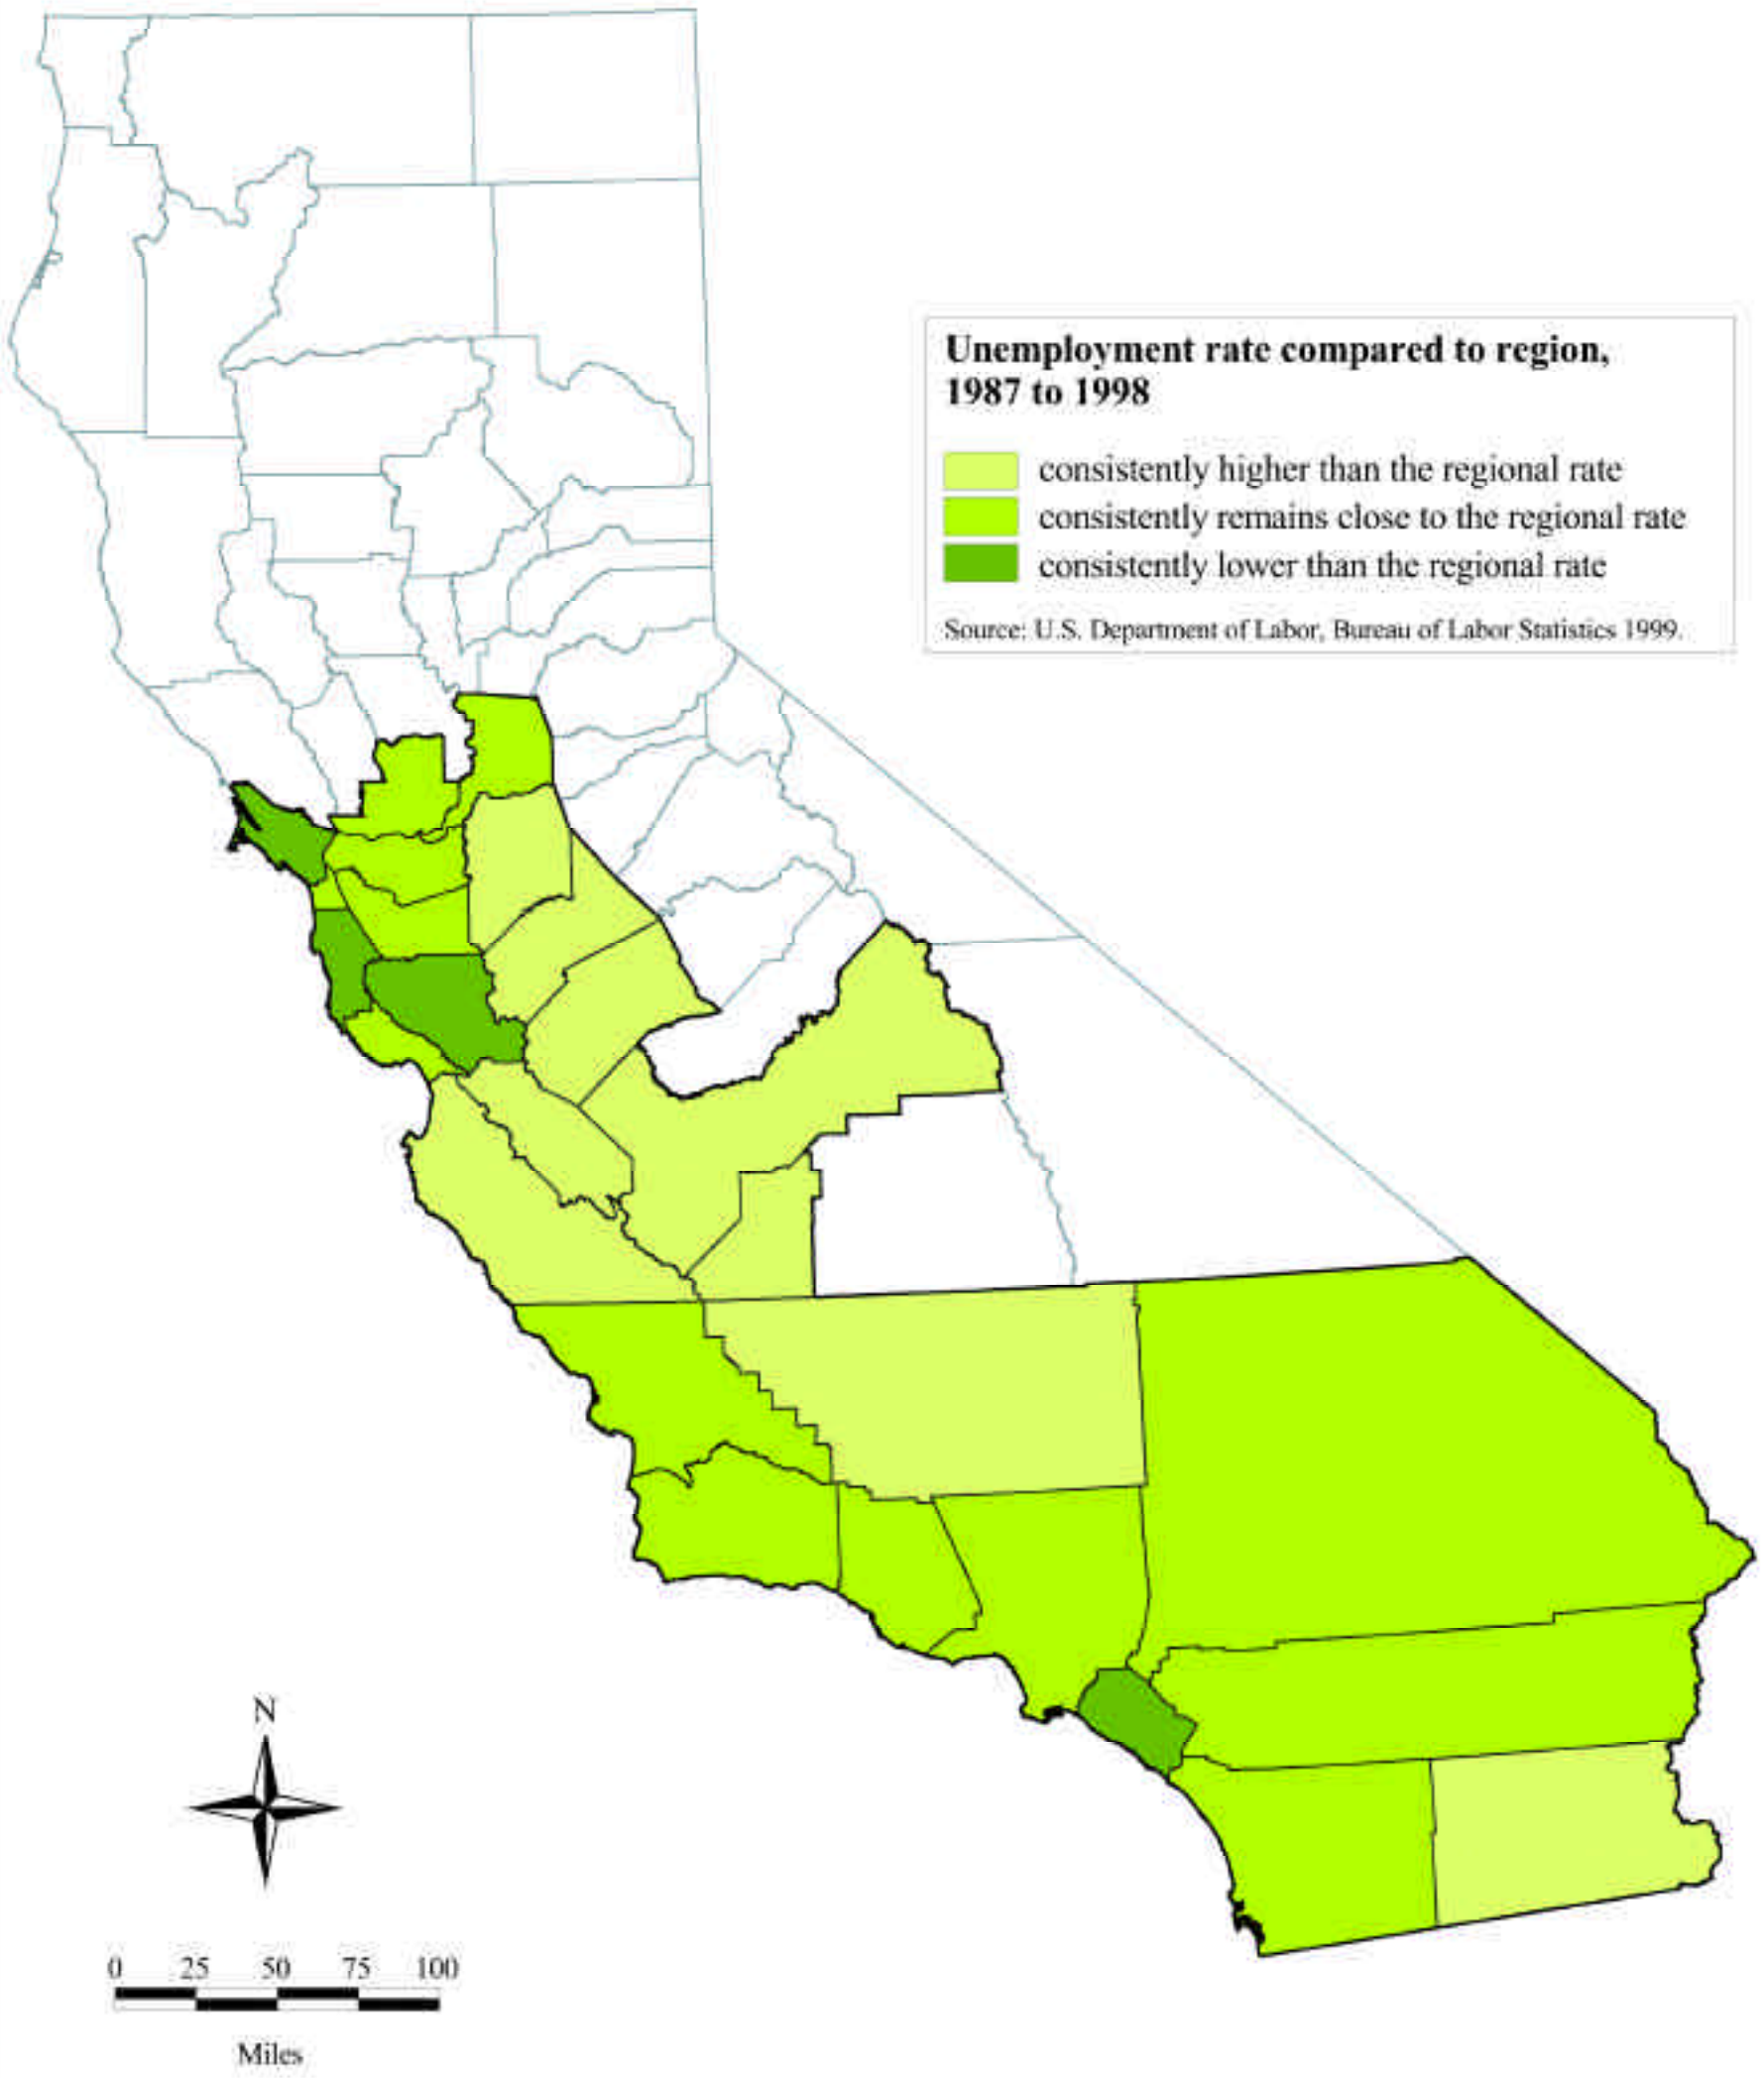 Unemployment rate compared to region,
1987 to 1998
consistently higher than the regional rate
consistently remains close to the regional rate
consistently lower than the regional rate
Source: U.S. Department of Labor, Bureau of Labor Statistics 1999.
N
0 25 50 75 100
Miles